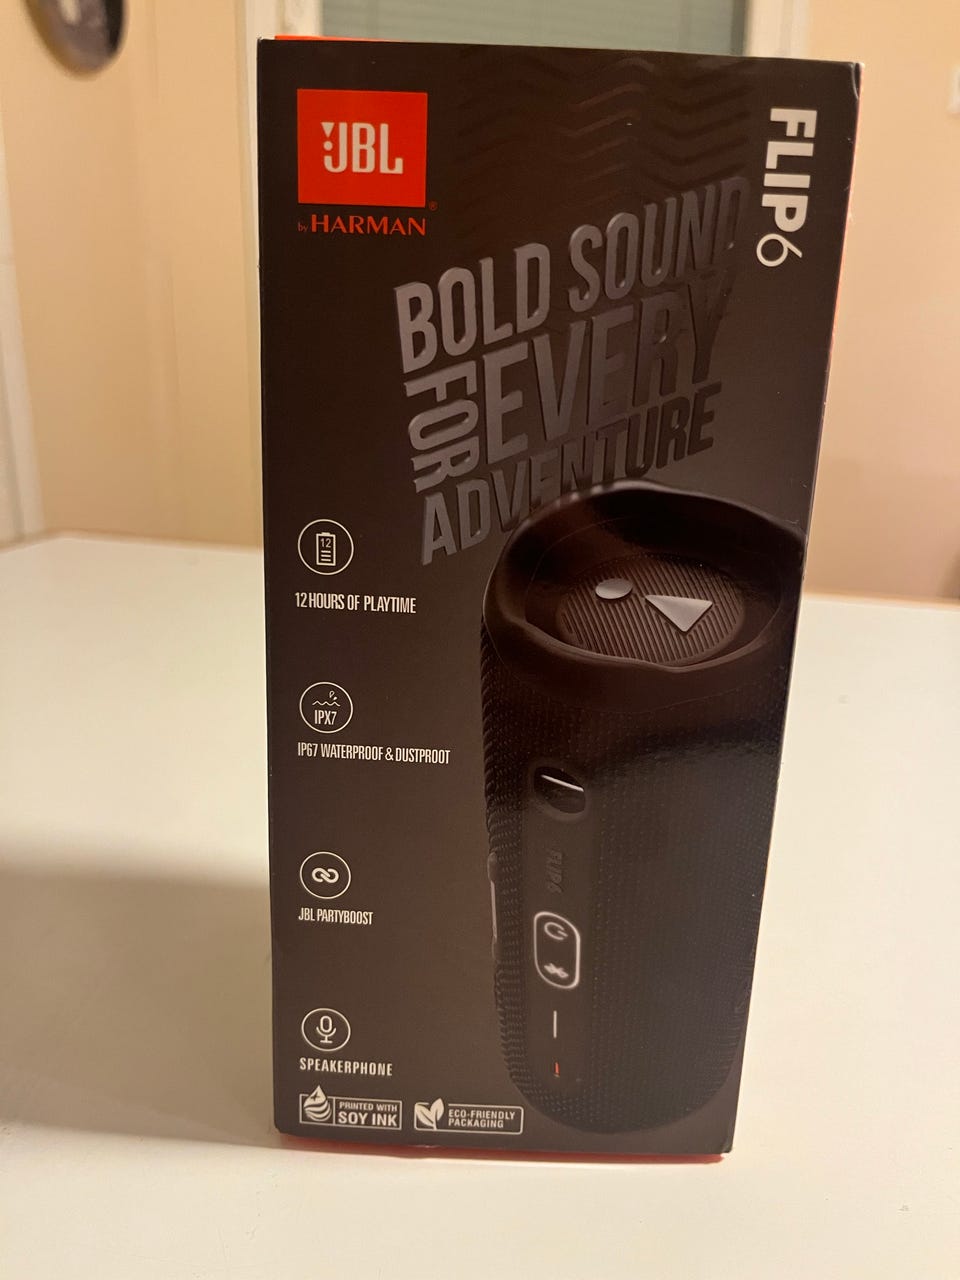 JBL
by HARMAN®
FLIP6
BOLD SOUND
FOR EVERY
ADVENTURE
12
12 HOURS OF PLAYTIME
IPX7
IP67 WATERPROOF & DUSTPROOT
JBL PARTYBOOST
SPEAKERPHONE
PRINTED WITH
SOY INK
ECO-FRIENDLY
PACKAGING
FLIP6